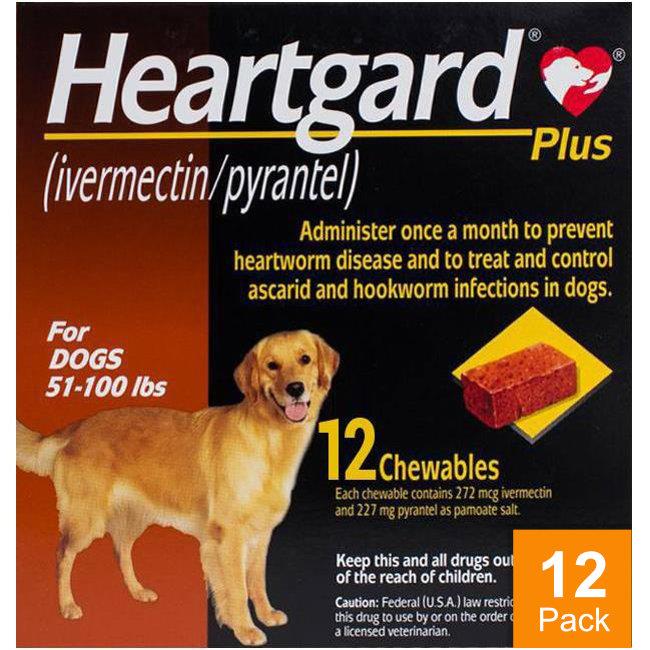 Heartgard®
®
Plus
(ivermectin/pyrantel)
Administer once a month to prevent
heartworm disease and to treat and control
ascarid and hookworm infections in dogs.
For
DOGS
51-100 lbs
12 Chewables
Each chewable contains 272 mcg ivermectin
and 227 mg pyrantel as pamoate salt.
Keep this and all drugs out
of the reach of children.
Caution: Federal (U.S.A.) law
this drug to use by or on the order
a licensed veterinarian.
12
Pack